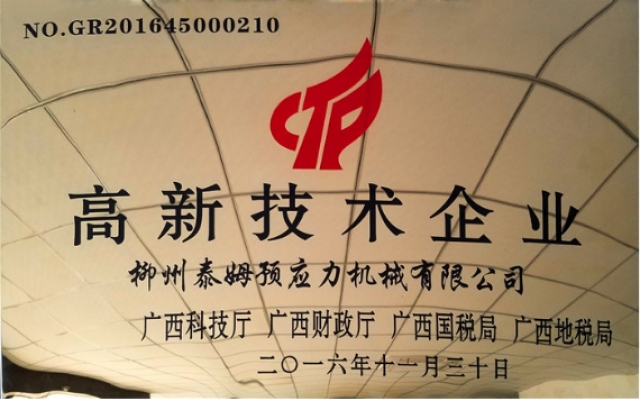 NO.GR201645000210
高新技术企业
柳州泰姆预应力机械有限公司
广西科技厅 广西财政厅 广西国税局 广西地税局
二〇一六年十一月三十日